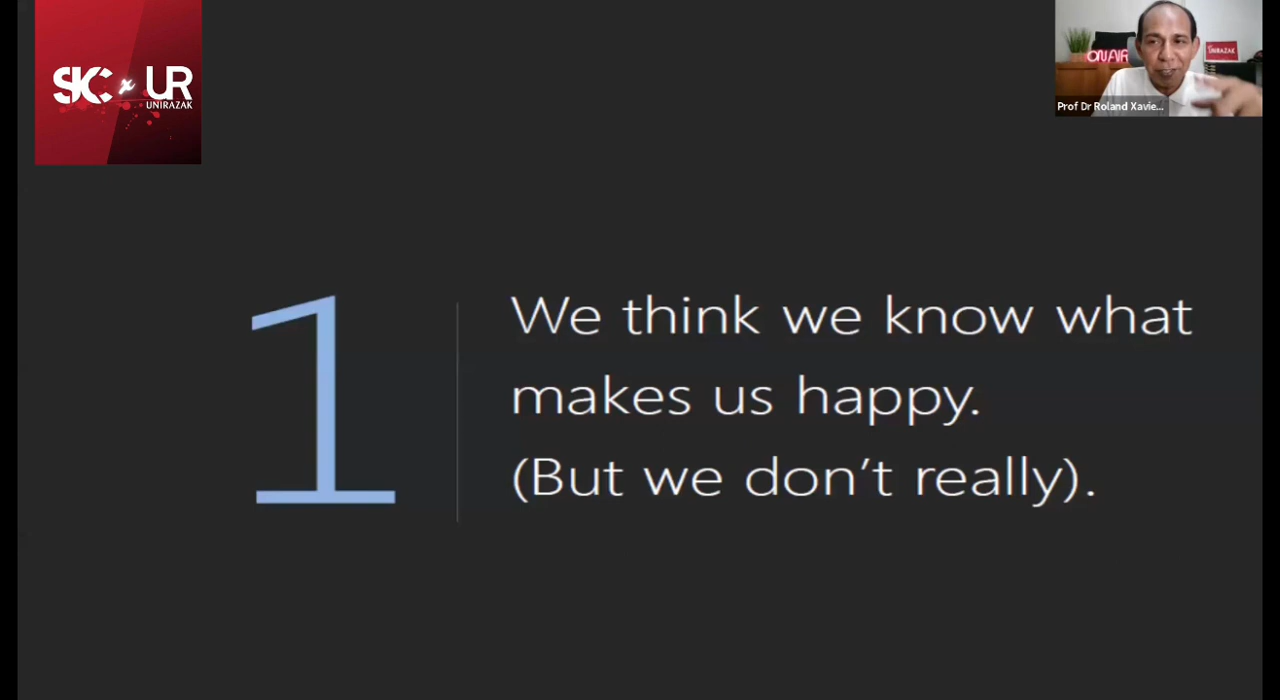 SKC x UR
UNIRAZAK
ON AIR
UNIRAZAK
Prof Dr Roland Xavie...
1
We think we know what
makes us happy.
(But we don’t really).